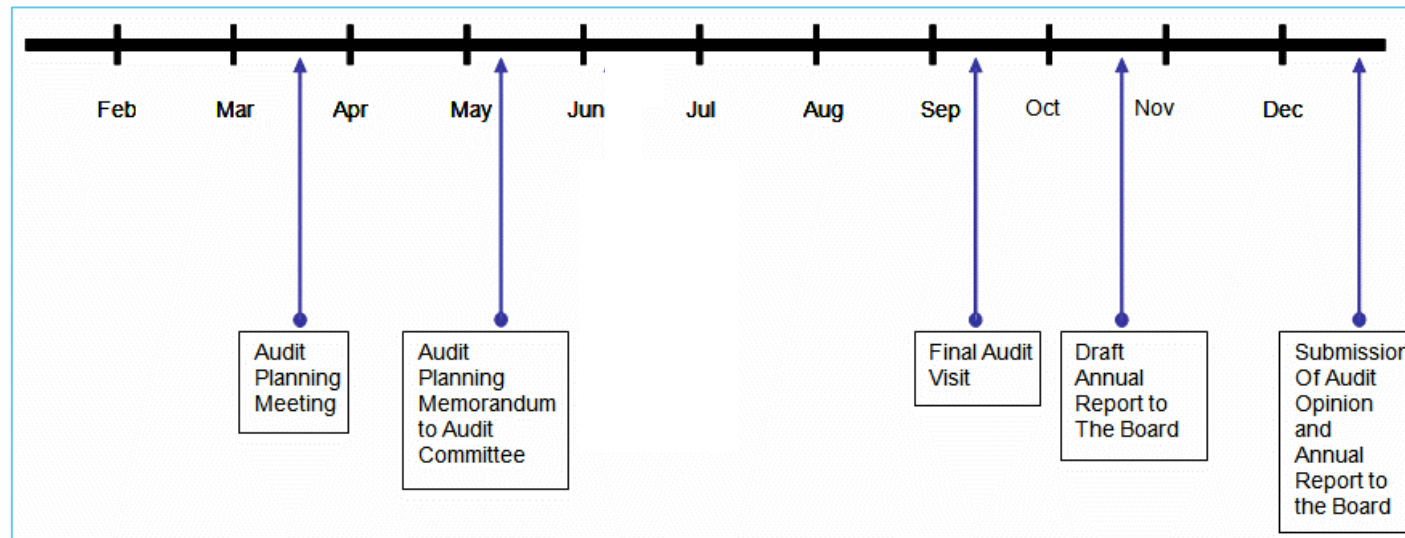 Feb Mar Apr May Jun Jul Aug Sep Oct Nov Dec
Audit
Planning
Meeting
Audit
Planning
Memorandum
to Audit
Committee
Final Audit
Visit
Draft
Annual
Report to
The Board
Submission
Of Audit
Opinion
and
Annual
Report to
the Board